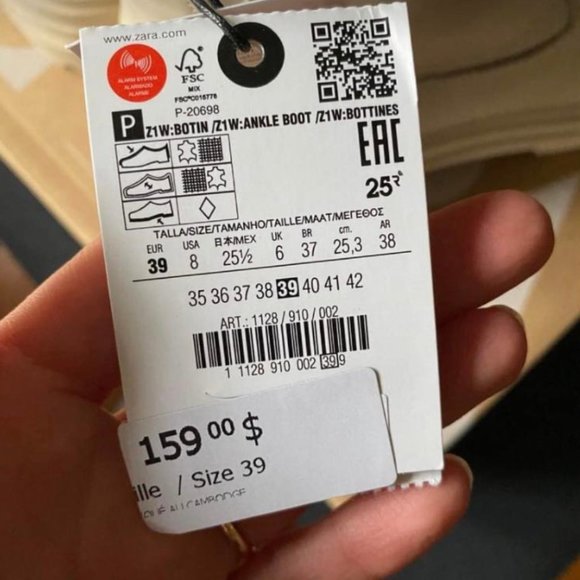 www.zara.com
ALARM SYSTEM
ALARMADO
ALARME
FSC
MIX
FSC®C016778
P-20698
P Z1W:BOTIN /Z1W:ANKLE BOOT /Z1W:BOTTINES
EAC
25
TALLA/SIZE/TAMANHO/TAILLE/MAAT/ΜΕΓΕΘΟΣ
EUR USA 日本/MEX UK BR cm. AR
39 8 25½ 6 37 25,3 38
35 36 37 38 39 40 41 42
ART.: 1128 / 910 / 002
1 1128 910 002 39 9
159 00 $
ille / Size 39
AU CAMBODGE